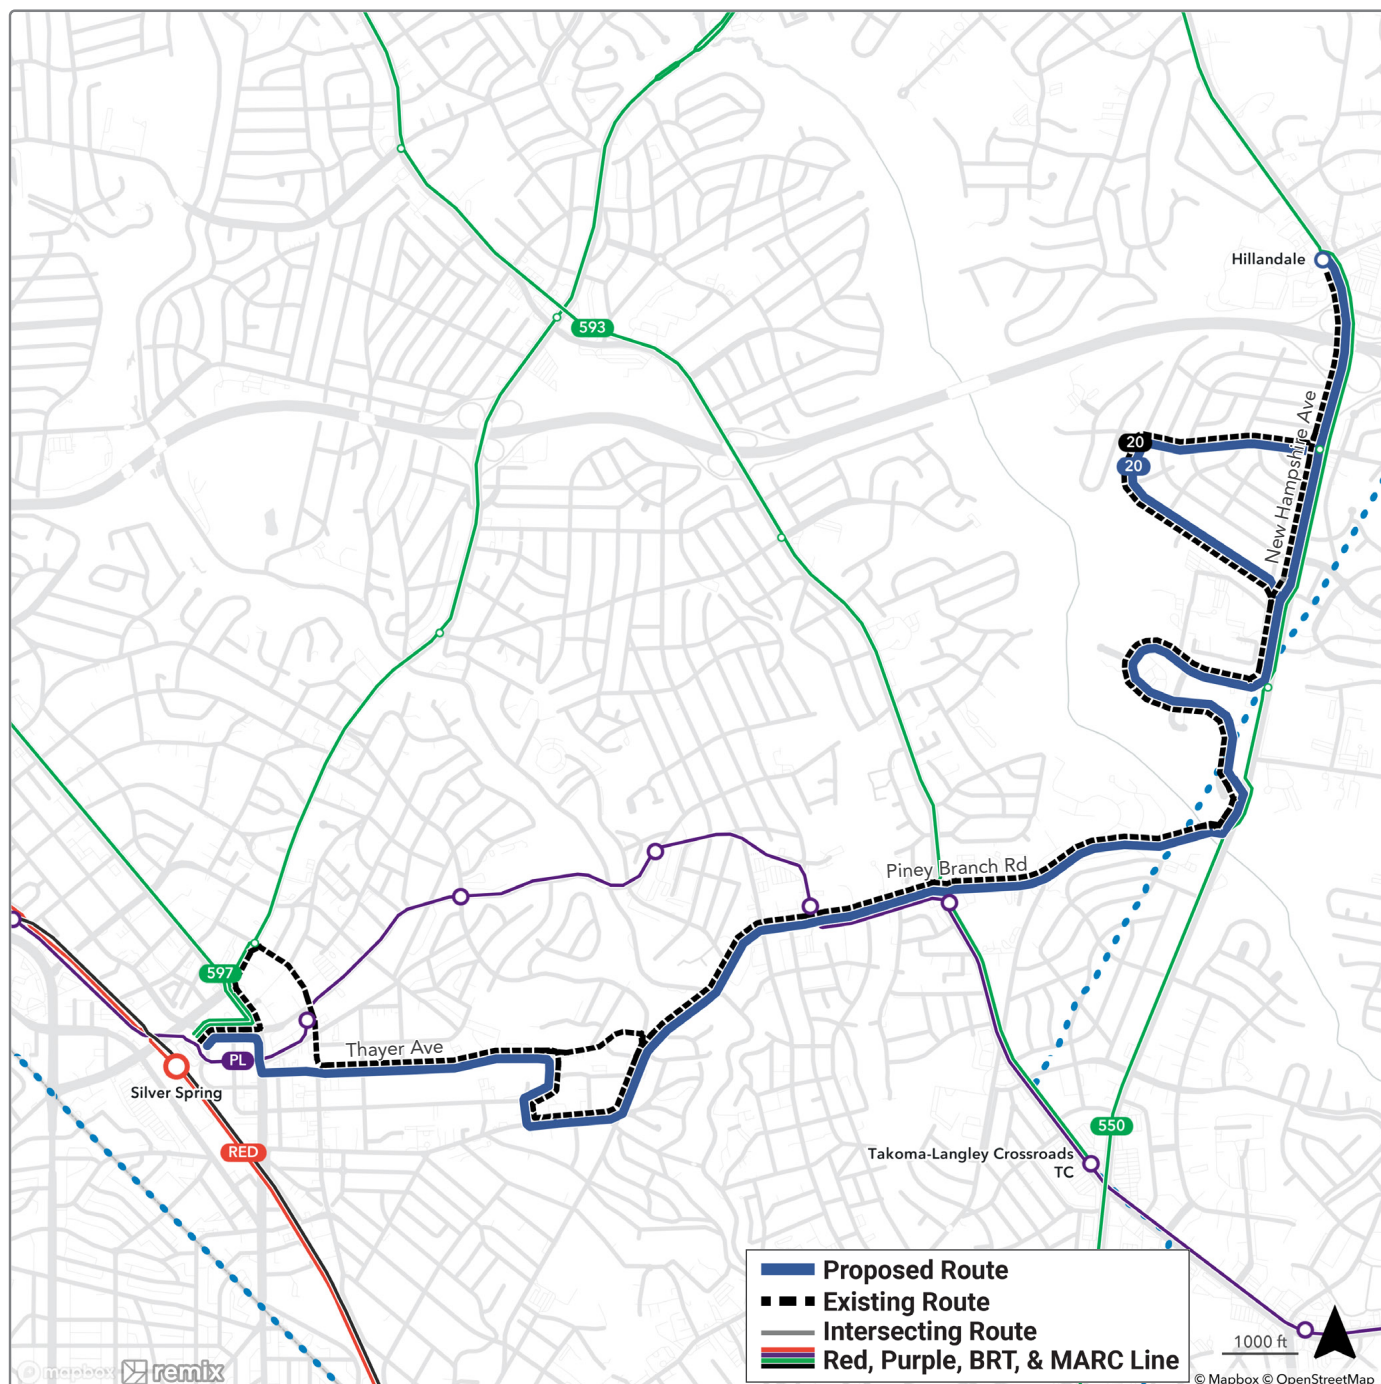 Hillandale
593
New Hampshire Ave
20
20
Piney Branch Rd
597
Thayer Ave
PL
Silver Spring
RED
550
Takoma-Langley Crossroads
TC
Proposed Route
Existing Route
Intersecting Route
Red, Purple, BRT, & MARC Line
1000 ft
mapbox remix
© Mapbox © OpenStreetMap